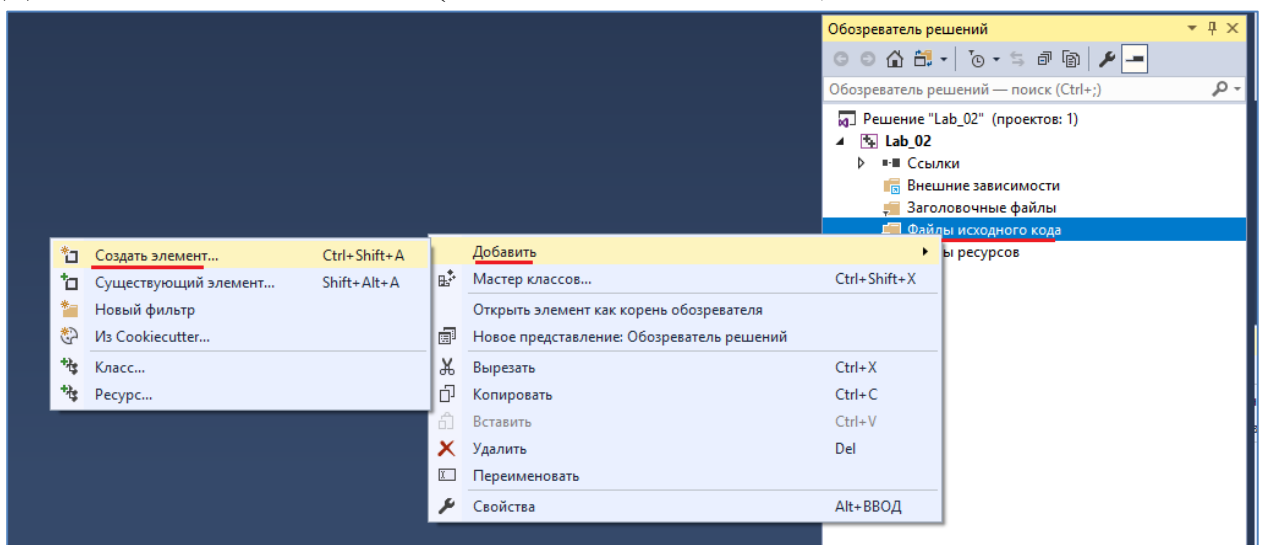 Обозреватель решений
Обозреватель решений — поиск (Ctrl+;)
Решение "Lab_02" (проектов: 1)
Lab_02
Ссылки
Внешние зависимости
Заголовочные файлы
Файлы исходного кода
ы ресурсов
Добавить
Мастер классов... Ctrl+Shift+X
Открыть элемент как корень обозревателя
Новое представление: Обозреватель решений
Вырезать Ctrl+X
Копировать Ctrl+C
Вставить Ctrl+V
Удалить Del
Переименовать
Свойства Alt+ВВОД
Создать элемент... Ctrl+Shift+A
Существующий элемент... Shift+Alt+A
Новый фильтр
Из Cookiecutter...
Класс...
Ресурс...